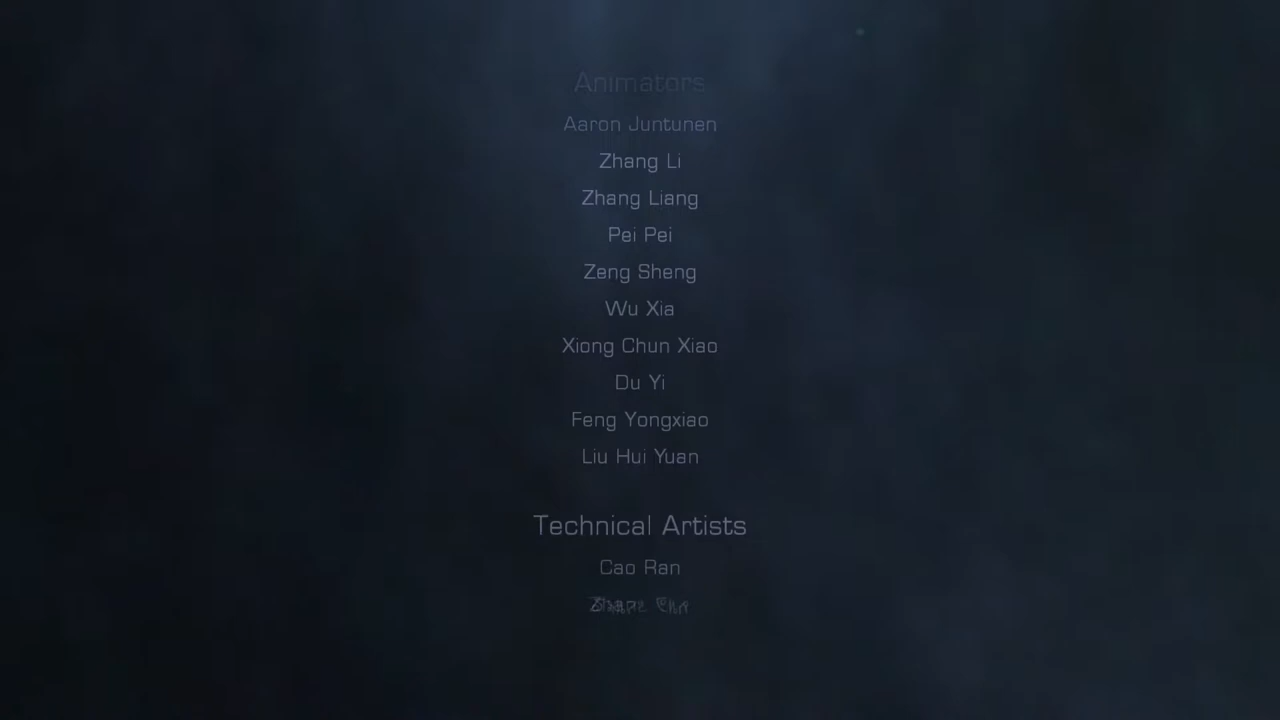 Animators
Aaron Juntunen
Zhang Li
Zhang Liang
Pei Pei
Zeng Sheng
Wu Xia
Xiong Chun Xiao
Du Yi
Feng Yongxiao
Liu Hui Yuan
Technical Artists
Cao Ran